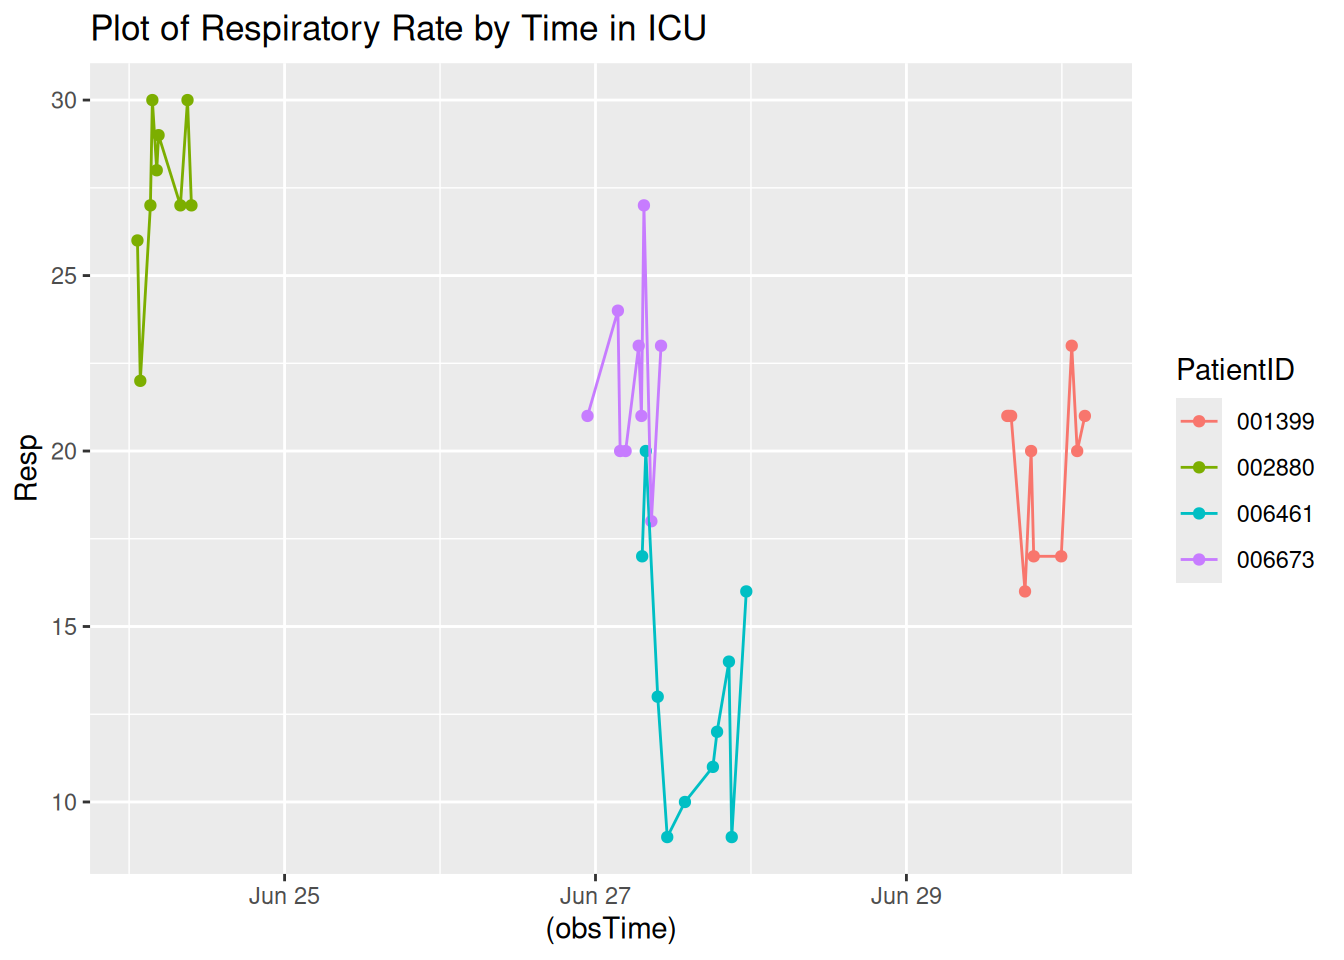 Plot of Respiratory Rate by Time in ICU
30
25
20
15
10
Resp
Jun 25
Jun 27
Jun 29
(obsTime)
PatientID
001399
002880
006461
006673